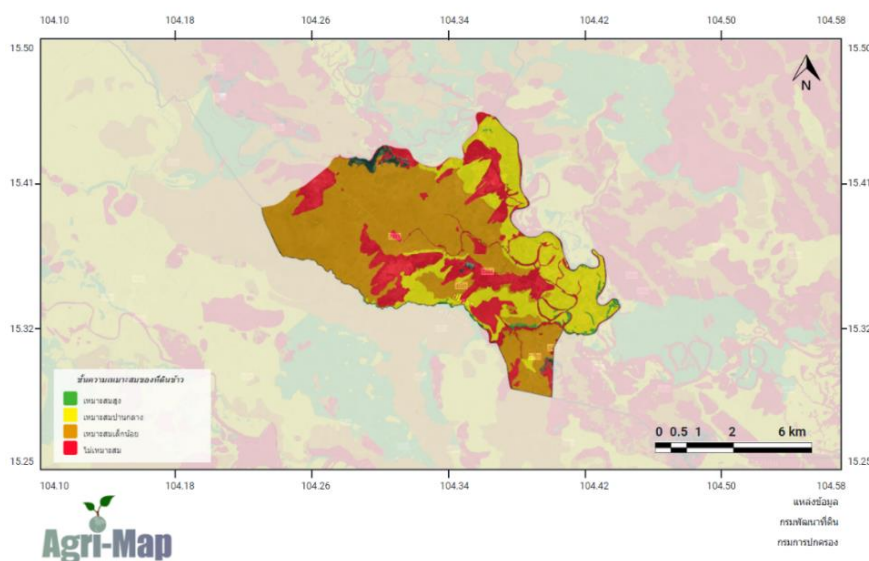 104.10 104.18 104.26 104.34 104.42 104.50 104.58
15.50 15.50
N
15.41 15.41
15.32 15.32
ชั้นความเหมาะสมของที่ดินข้าว
เหมาะสมสูง
เหมาะสมปานกลาง
เหมาะสมเล็กน้อย
ไม่เหมาะสม
0 0.5 1 2 6 km
15.25 15.25
104.10 104.18 104.26 104.34 104.42 104.50 104.58
Agri-Map
แหล่งข้อมูล
กรมพัฒนาที่ดิน
กรมการปกครอง